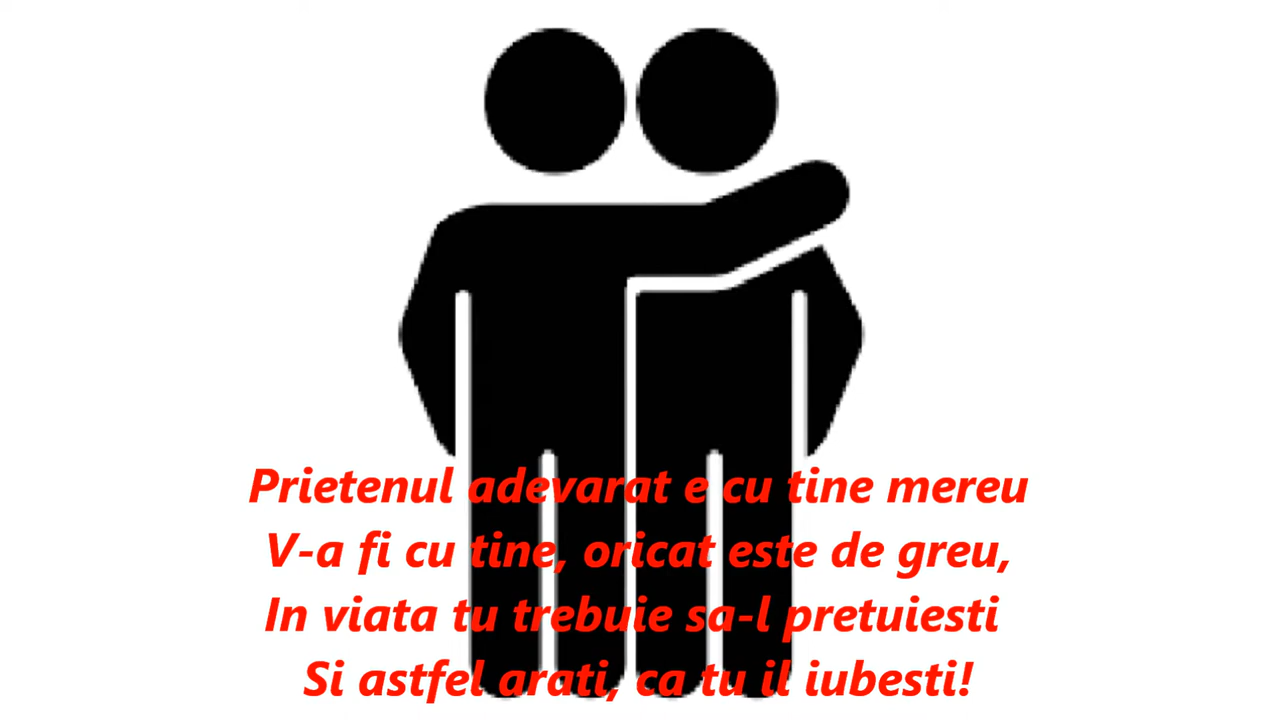 Prietenul adevarat e cu tine mereu
V-a fi cu tine, oricat este de greu,
In viata tu trebuie sa-l pretuiesti
Si astfel arati, ca tu il iubesti!